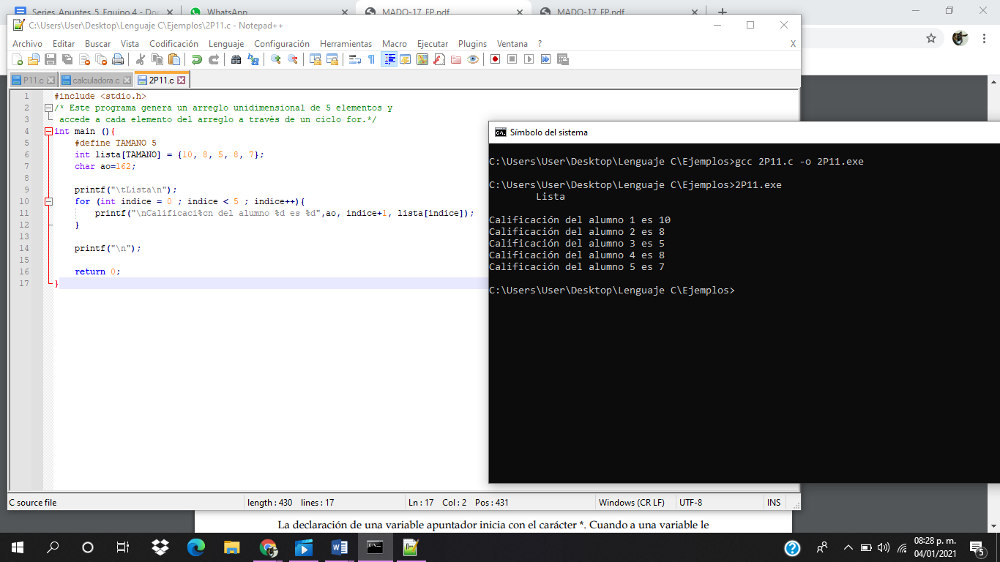 Series_Apuntes_5_Equipo 4 - Doc
WhatsApp
MADO-17_FP.pdf
MADO-17_FP.pdf
C:\Users\User\Desktop\Lenguaje C\Ejemplos\2P11.c - Notepad++
Archivo Editar Buscar Vista Codificación Lenguaje Configuración Herramientas Macro Ejecutar Plugins Ventana ? X
P11.c calculadora.c 2P11.c
1 #include <stdio.h>
2 /* Este programa genera un arreglo unidimensional de 5 elementos y
3 accede a cada elemento del arreglo a través de un ciclo for.*/
4 int main (){
5 #define TAMANO 5
6 int lista[TAMANO] = {10, 8, 5, 8, 7};
7 char ao=162;
8
9 printf("\tLista\n");
10 for (int indice = 0 ; indice < 5 ; indice++){
11 printf("\nCalificaci%cn del alumno %d es %d",ao, indice+1, lista[indice]);
12 }
13
14 printf("\n");
15
16 return 0;
17 }
Símbolo del sistema
C:\Users\User\Desktop\Lenguaje C\Ejemplos>gcc 2P11.c -o 2P11.exe
C:\Users\User\Desktop\Lenguaje C\Ejemplos>2P11.exe
Lista
Calificación del alumno 1 es 10
Calificación del alumno 2 es 8
Calificación del alumno 3 es 5
Calificación del alumno 4 es 8
Calificación del alumno 5 es 7
C:\Users\User\Desktop\Lenguaje C\Ejemplos>
C source file length : 430 lines : 17 Ln : 17 Col : 2 Pos : 431 Windows (CR LF) UTF-8 INS
La declaración de una variable apuntador inicia con el carácter *. Cuando a una variable le
08:28 p. m.
04/01/2021
5